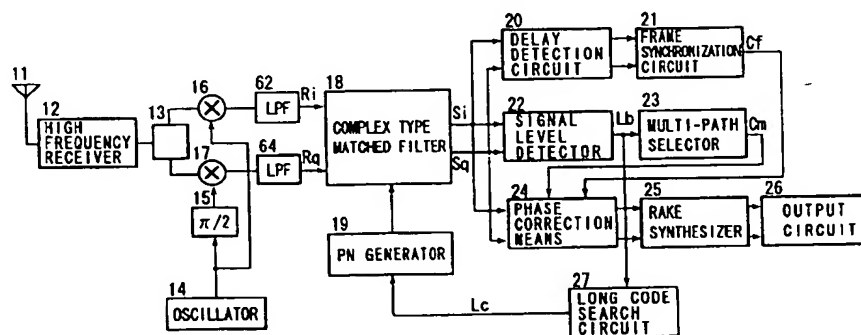 11
12
HIGH
FREQUENCY
RECEIVER
13
16
17
15
π/2
14
OSCILLATOR
62
LPF
Ri
64
LPF
Rq
18
COMPLEX TYPE
MATCHED FILTER
19
PN GENERATOR
Si
Sq
20
DELAY
DETECTION
CIRCUIT
21
FRAME
SYNCHRONIZATION
CIRCUIT
Cf
22
SIGNAL
LEVEL
DETECTOR
Lb
23
MULTI-PATH
SELECTOR
Cm
24
PHASE
CORRECTION
MEANS
25
RAKE
SYNTHESIZER
26
OUTPUT
CIRCUIT
27
LONG CODE
SEARCH
CIRCUIT
Lc